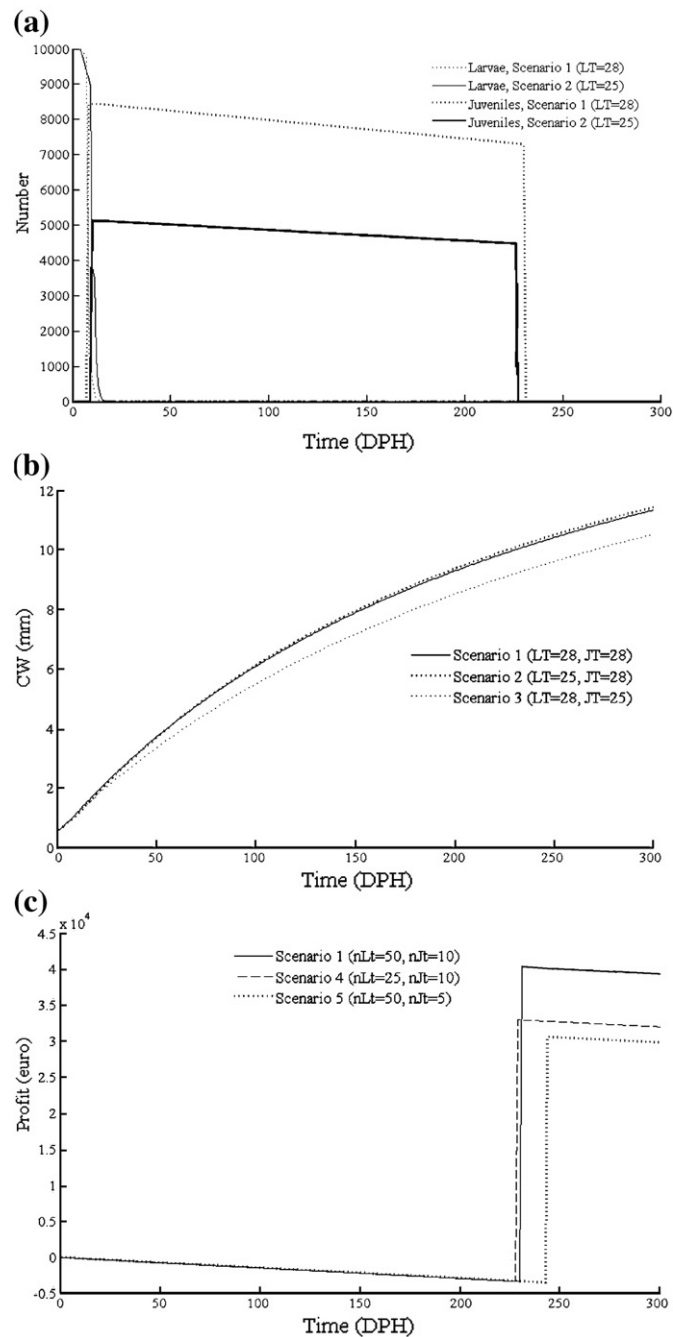 (a)
10000
9000
8000
7000
6000
5000
4000
3000
2000
1000
0
Number
Larvae, Scenario 1 (LT=28)
Larvae, Scenario 2 (LT=25)
Juveniles, Scenario 1 (LT=28)
Juveniles, Scenario 2 (LT=25)
0 50 100 150 200 250 300
Time (DPH)
(b)
12
10
8
6
4
2
0
CW (mm)
Scenario 1 (LT=28, JT=28)
Scenario 2 (LT=25, JT=28)
Scenario 3 (LT=28, JT=25)
0 50 100 150 200 250 300
Time (DPH)
(c)
x 10⁴
4.5
4
3.5
3
2.5
2
1.5
1
0.5
0
-0.5
Profit (euro)
Scenario 1 (nLt=50, nJt=10)
Scenario 4 (nLt=25, nJt=10)
Scenario 5 (nLt=50, nJt=5)
0 50 100 150 200 250 300
Time (DPH)